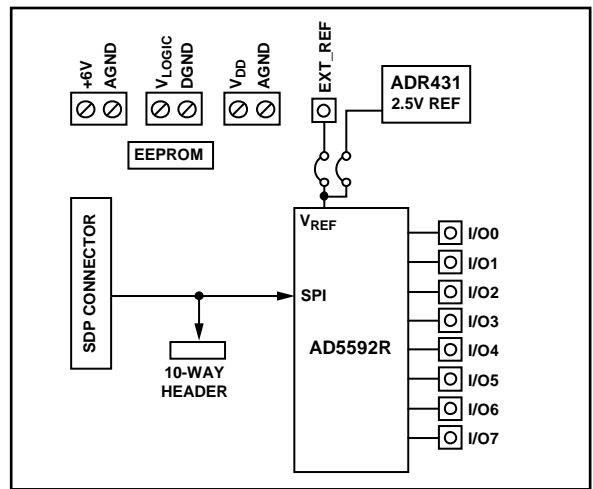 +6V
AGND
VLOGIC
DGND
VDD
AGND
EXT_REF
ADR431
2.5V REF
EEPROM
VREF
SDP CONNECTOR
SPI
AD5592R
10-WAY
HEADER
I/O0
I/O1
I/O2
I/O3
I/O4
I/O5
I/O6
I/O7